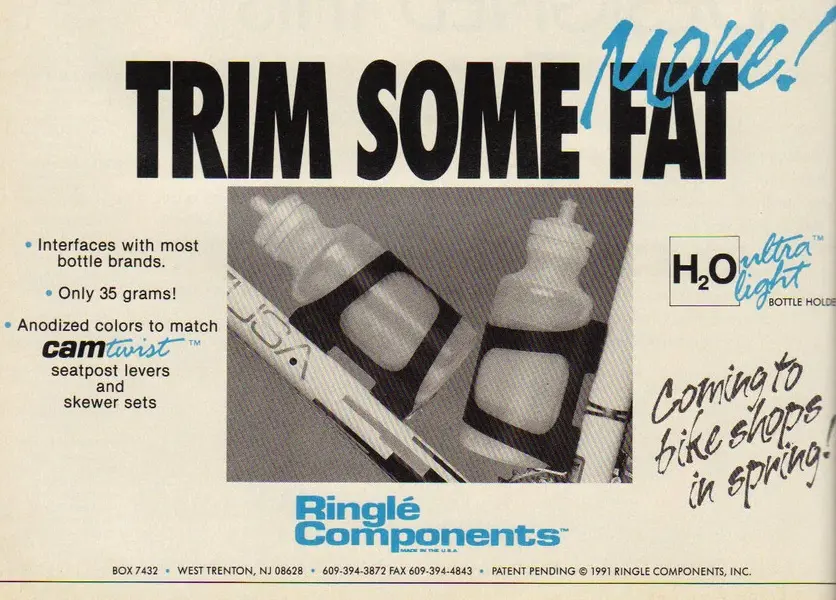 More!
TRIM SOME FAT
• Interfaces with most
bottle brands.
• Only 35 grams!
• Anodized colors to match
camtwist™
seatpost levers
and
skewer sets
USA
H2O ultra™
light
BOTTLE HOLDE
Coming to
bike shops
in spring!
Ringlé
Components™
MADE IN THE U.S.A.
BOX 7432 • WEST TRENTON, NJ 08628 • 609-394-3872 FAX 609-394-4843 • PATENT PENDING © 1991 RINGLE COMPONENTS, INC.